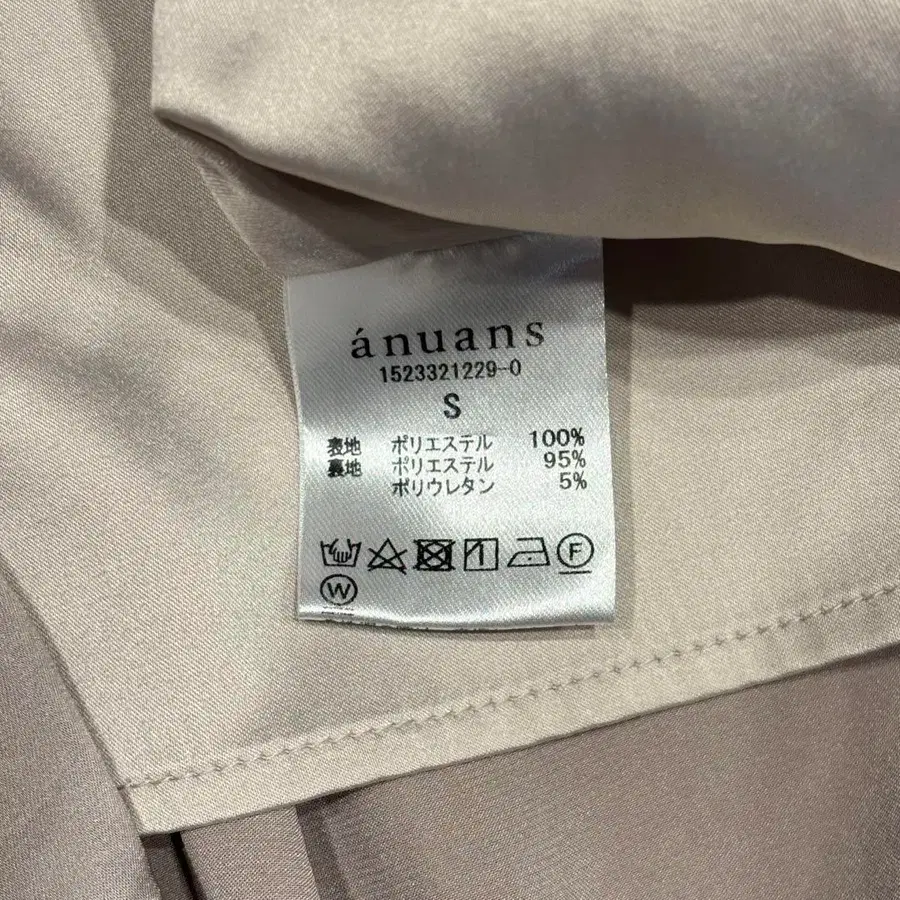 ánuans
1523321229-0
S
表地 ポリエステル 100%
裏地 ポリエステル 95%
ポリウレタン 5%
F
W